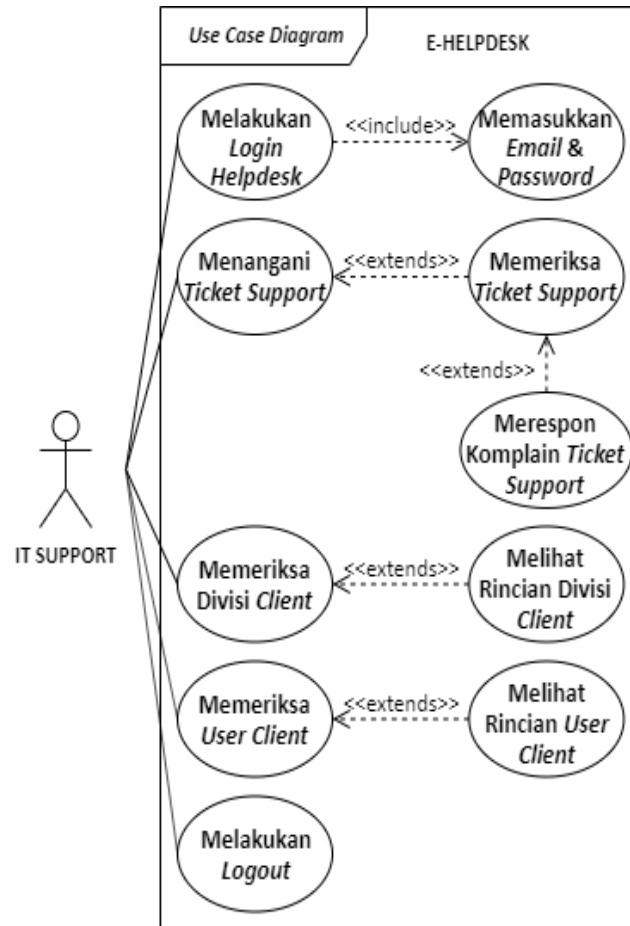 Use Case Diagram
E-HELPDESK
Melakukan
Login
Helpdesk
<<include>>
Memasukkan
Email &
Password
Menangani
Ticket Support
<<extends>>
Memeriksa
Ticket Support
<<extends>>
Merespon
Komplain Ticket
Support
IT SUPPORT
Memeriksa
Divisi Client
<<extends>>
Melihat
Rincian Divisi
Client
Memeriksa
User Client
<<extends>>
Melihat
Rincian User
Client
Melakukan
Logout